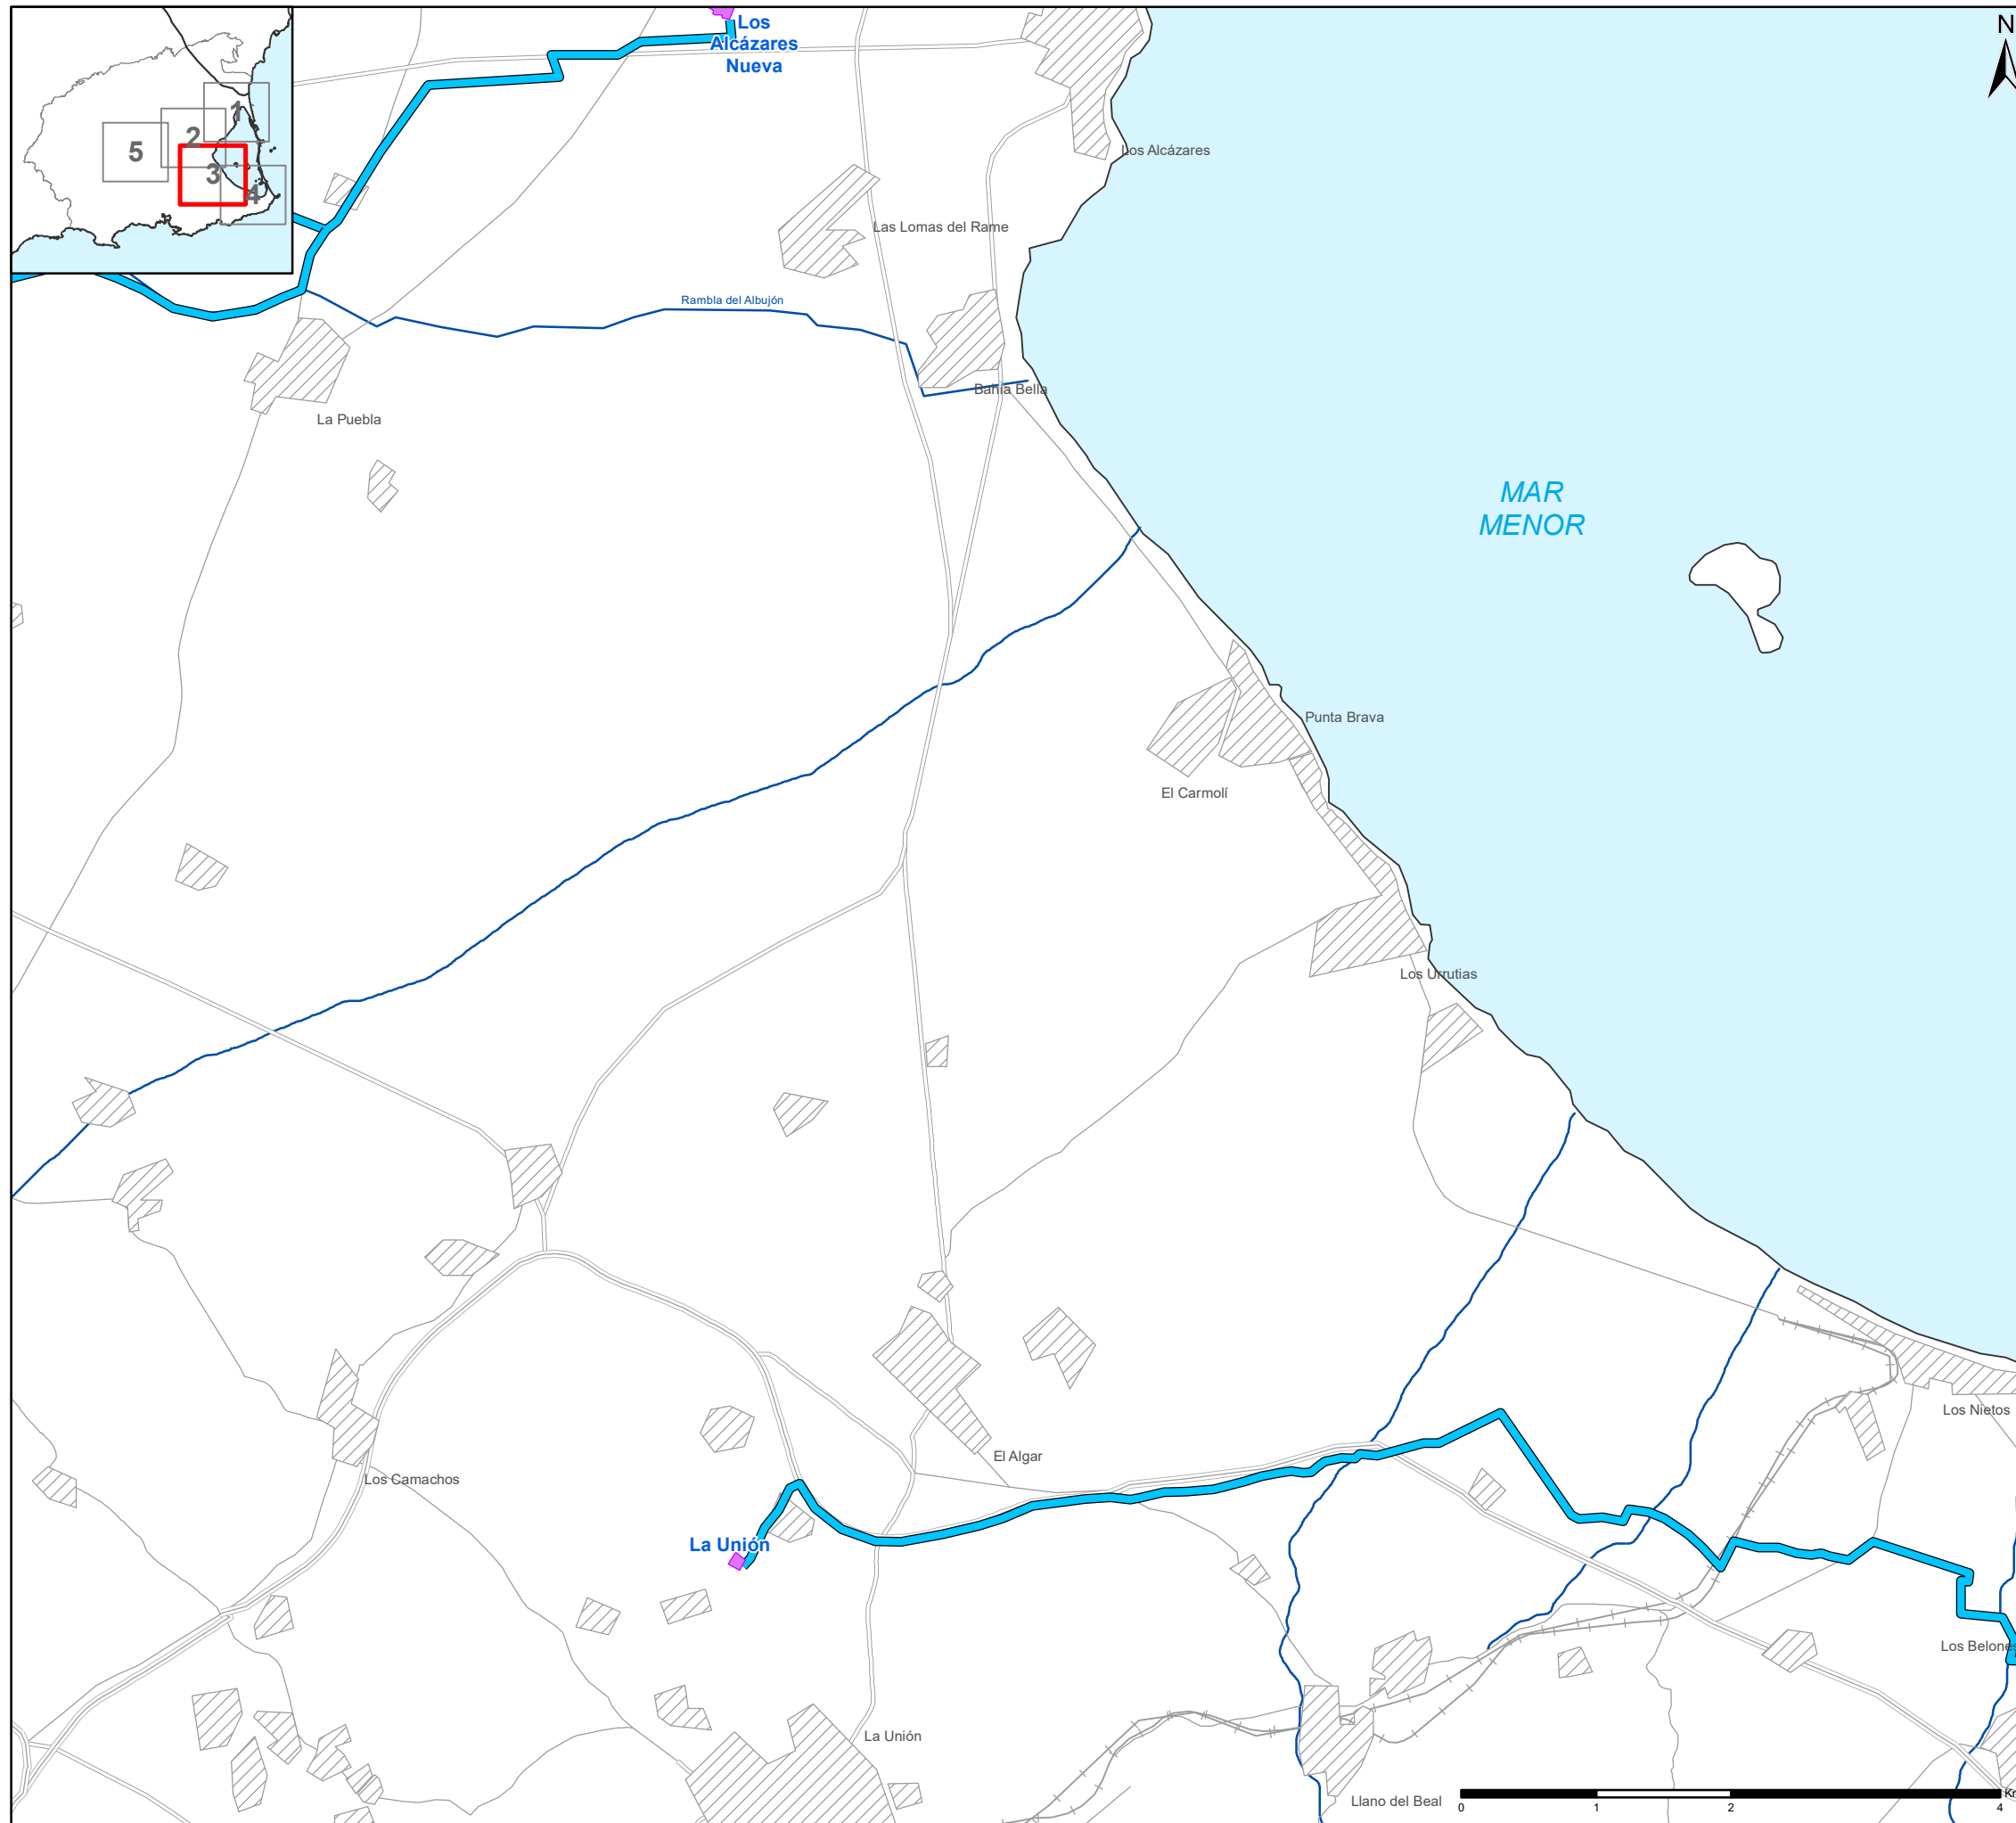 Los
Alcázares
Nueva
N
1
2
5
3
4
Los Alcázares
Las Lomas del Rame
Rambla del Albujón
Bahía Bella
La Puebla
MAR
MENOR
Punta Brava
El Carmolí
Los Urrutias
Los Nietos
El Algar
Los Camachos
La Unión
Los Belones
La Unión
Llano del Beal
0
1
2
4
Km